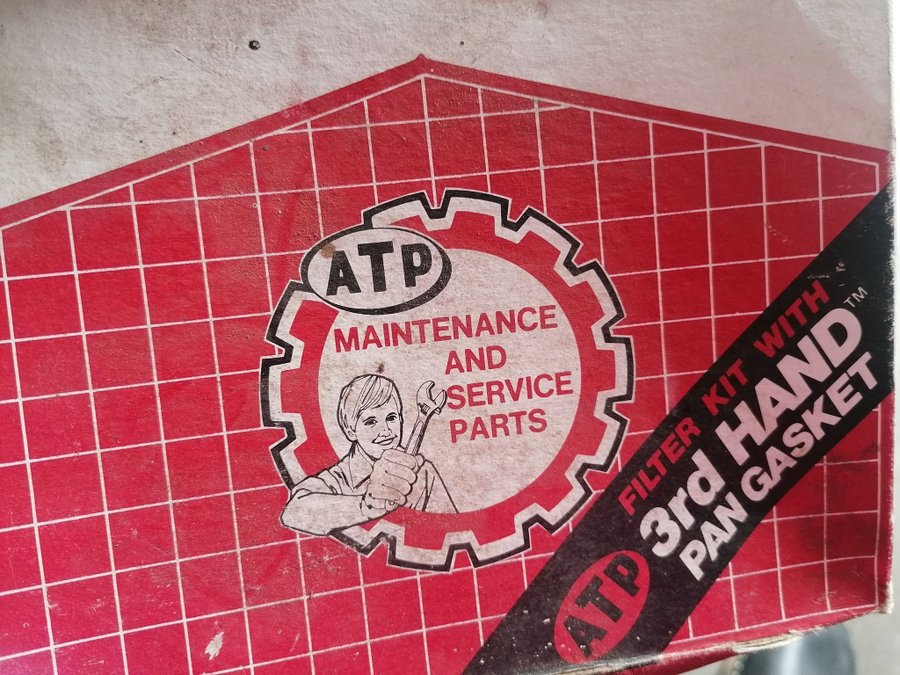 ATP
MAINTENANCE
AND
SERVICE
PARTS
FILTER KIT WITH
3rd HAND™
PAN GASKET
ATP